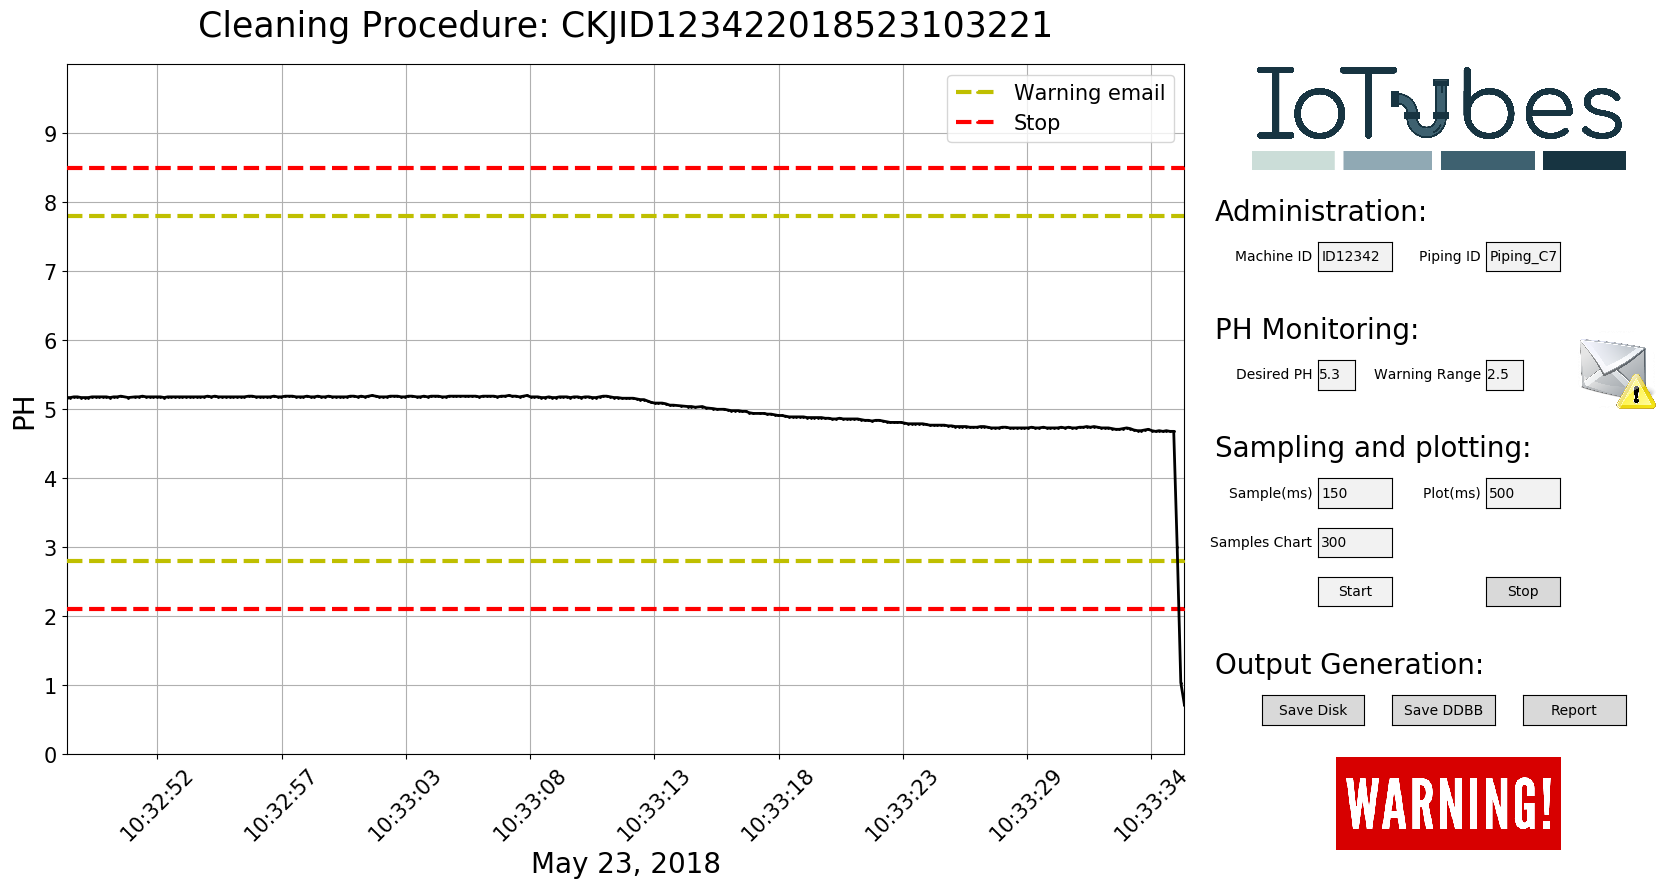 Cleaning Procedure: CKJID123422018523103221
Warning email
Stop
PH
9
8
7
6
5
4
3
2
1
0
10:32:52
10:32:57
10:33:03
10:33:08
10:33:13
10:33:18
10:33:23
10:33:29
10:33:34
May 23, 2018
IoTubes
Administration:
Machine ID ID12342 Piping ID Piping_C7
PH Monitoring:
Desired PH 5.3 Warning Range 2.5
Sampling and plotting:
Sample(ms) 150 Plot(ms) 500
Samples Chart 300
Start Stop
Output Generation:
Save Disk Save DDBB Report
WARNING!